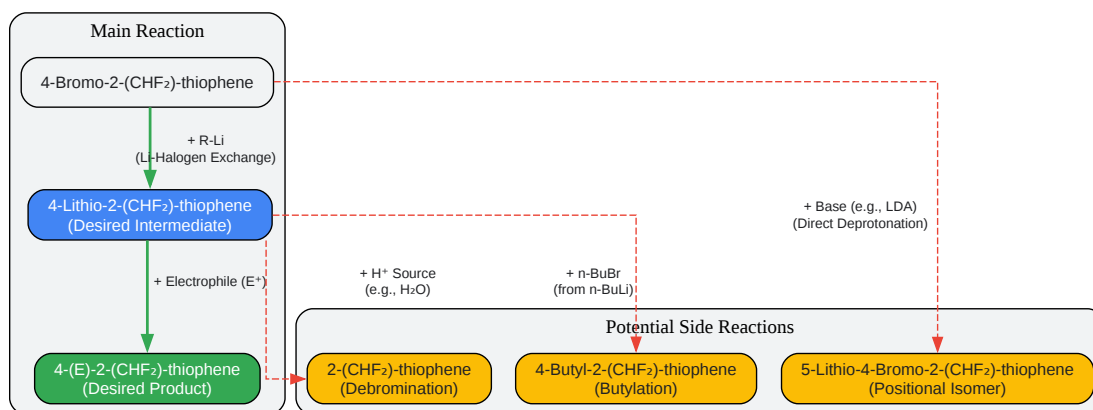 Main Reaction
4-Bromo-2-(CHF₂)-thiophene
+ R-Li
(Li-Halogen Exchange)
4-Lithio-2-(CHF₂)-thiophene
(Desired Intermediate)
+ Base (e.g., LDA)
(Direct Deprotonation)
+ Electrophile (E⁺)
+ H⁺ Source
(e.g., H₂O)
+ n-BuBr
(from n-BuLi)
Potential Side Reactions
4-(E)-2-(CHF₂)-thiophene
(Desired Product)
2-(CHF₂)-thiophene
(Debromination)
4-Butyl-2-(CHF₂)-thiophene
(Butylation)
5-Lithio-4-Bromo-2-(CHF₂)-thiophene
(Positional Isomer)